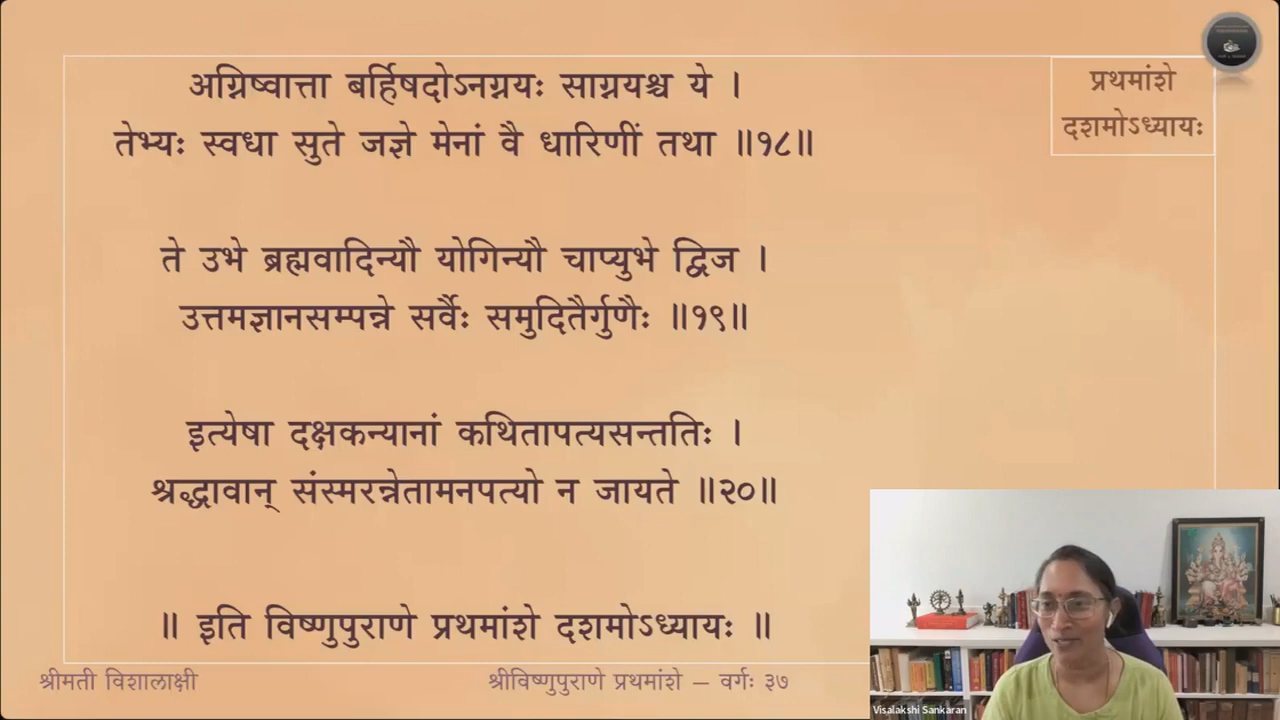 अग्निष्वात्ता बर्हिषदोऽनग्नयः साग्नयश्च ये ।
तेभ्यः स्वधा सुते जज्ञे मेनां वै धारिणीं तथा ॥१८॥
ते उभे ब्रह्मवादिन्यौ योगिन्यौ चाप्युभे द्विज ।
उत्तमज्ञानसम्पन्ने सर्वैः समुदितैर्गुणैः ॥१९॥
इत्येषा दक्षकन्यानां कथितापत्यसन्ततिः ।
श्रद्धावान् संस्मरन्नेतामनपत्यो न जायते ॥२०॥
॥ इति विष्णुपुराणे प्रथमांशे दशमोऽध्यायः ॥
प्रथमांशे
दशमोऽध्यायः
श्रीमती विशालाक्षी
श्रीविष्णुपुराणे प्रथमांशे – वर्गः ३७
Visalakshi Sankaran